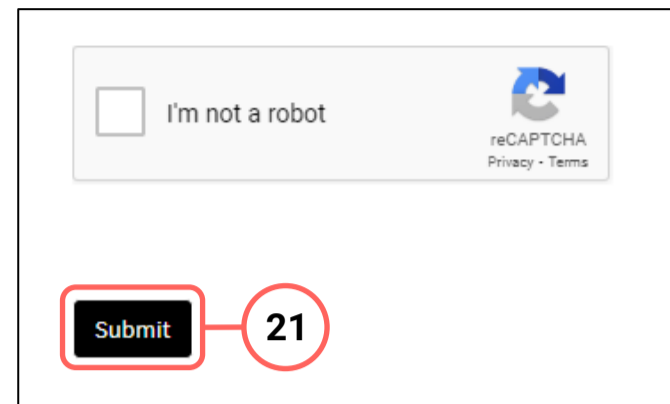 I'm not a robot
reCAPTCHA
Privacy - Terms
Submit
21